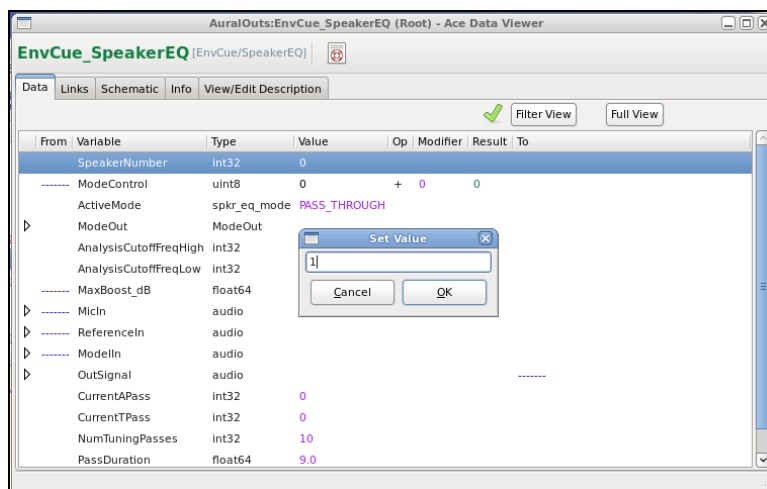 AuralOuts:EnvCue_SpeakerEQ (Root) - Ace Data Viewer
EnvCue_SpeakerEQ [EnvCue/SpeakerEQ]
Data Links Schematic Info View/Edit Description
Filter View Full View
From Variable Type Value Op Modifier Result To
SpeakerNumber int32 0
------- ModeControl uint8 0 + 0 0
ActiveMode spkr_eq_mode PASS_THROUGH
ModeOut ModeOut
Set Value
AnalysisCutoffFreqHigh int32
1
AnalysisCutoffFreqLow int32
------- MaxBoost_dB float64
Cancel OK
------- MicIn audio
------- ReferenceIn audio
------- ModelIn audio
OutSignal audio -------
CurrentAPass int32 0
CurrentTPass int32 0
NumTuningPasses int32 10
PassDuration float64 9.0